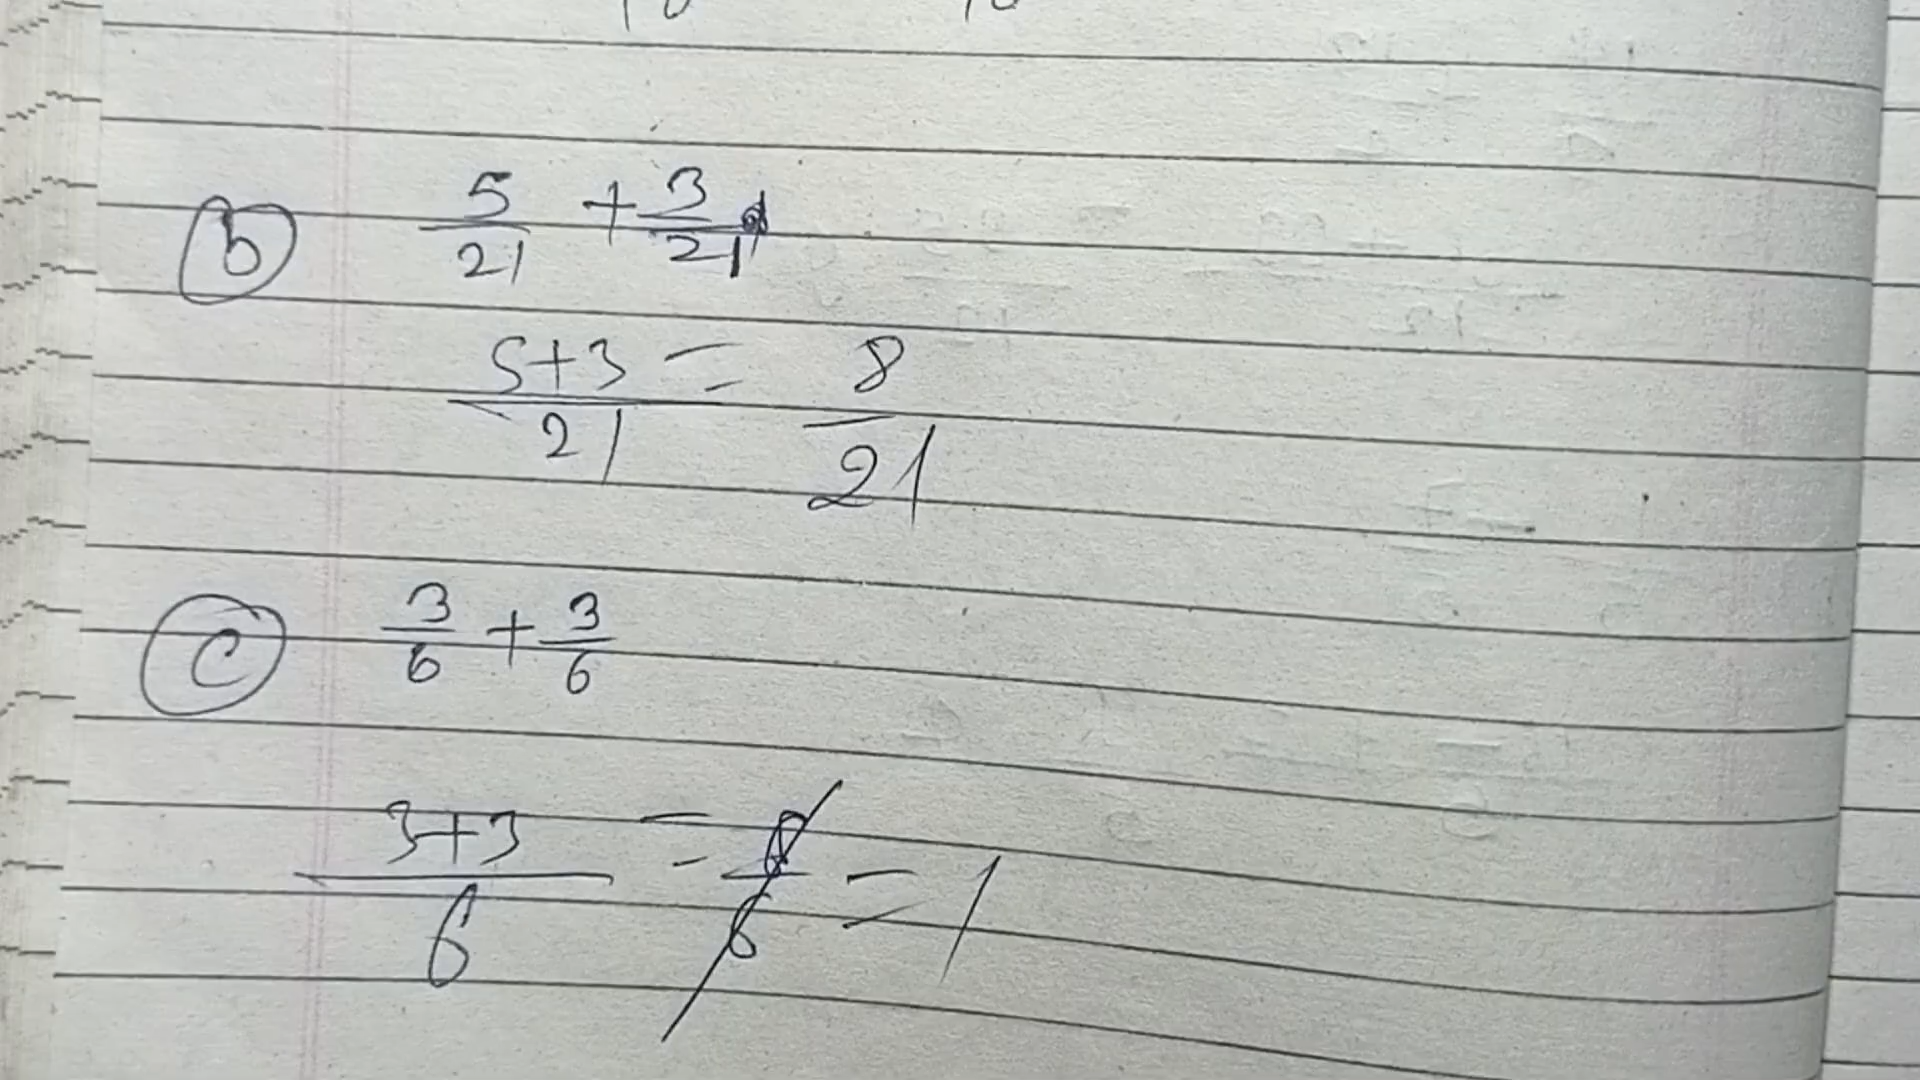 b 5/21 + 3/21
5+3/21 = 8/21
c 3/6 + 3/6
3+3/6 = 6/6 = 1